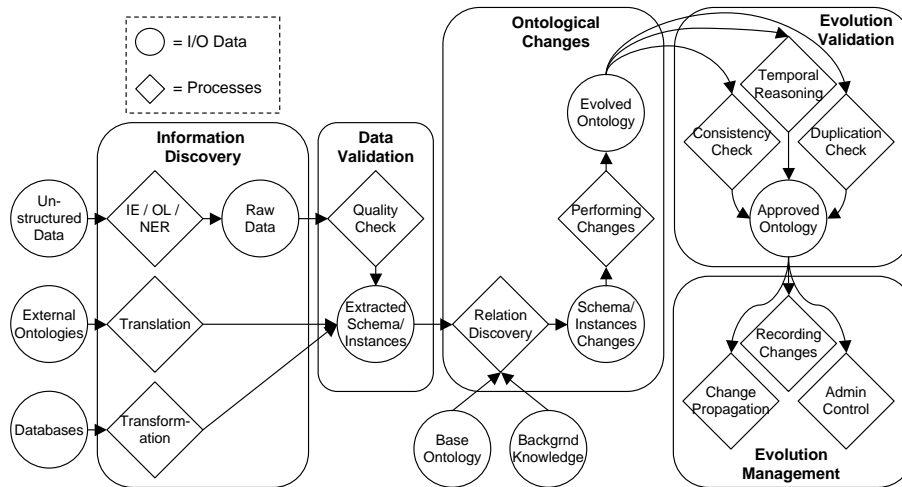 = I/O Data
= Processes
Information
Discovery
Un-
structured
Data
IE / OL /
NER
Raw
Data
External
Ontologies
Translation
Databases
Transform-
ation
Data
Validation
Quality
Check
Extracted
Schema/
Instances
Ontological
Changes
Evolved
Ontology
Performing
Changes
Relation
Discovery
Schema/
Instances
Changes
Base
Ontology
Backgrnd
Knowledge
Evolution
Validation
Temporal
Reasoning
Consistency
Check
Duplication
Check
Approved
Ontology
Recording
Changes
Change
Propagation
Admin
Control
Evolution
Management